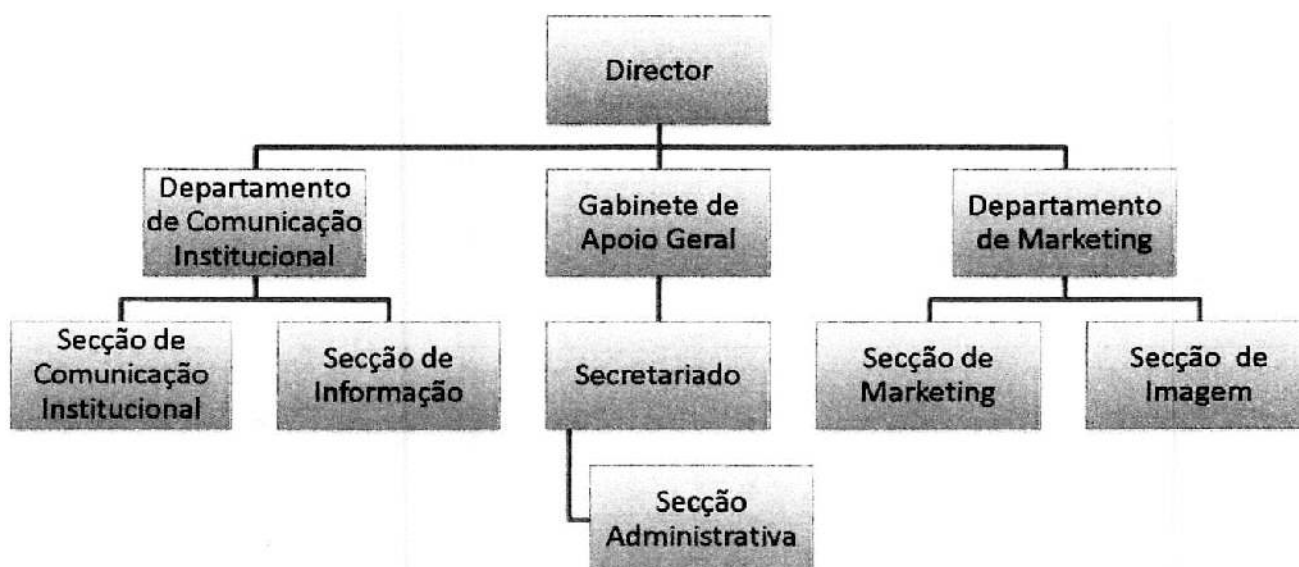 Director
Departamento
de Comunicação
Institucional
Gabinete de
Apoio Geral
Departamento
de Marketing
Secção de
Comunicação
Institucional
Secção de
Informação
Secretariado
Secção de
Marketing
Secção de
Imagem
Secção
Administrativa